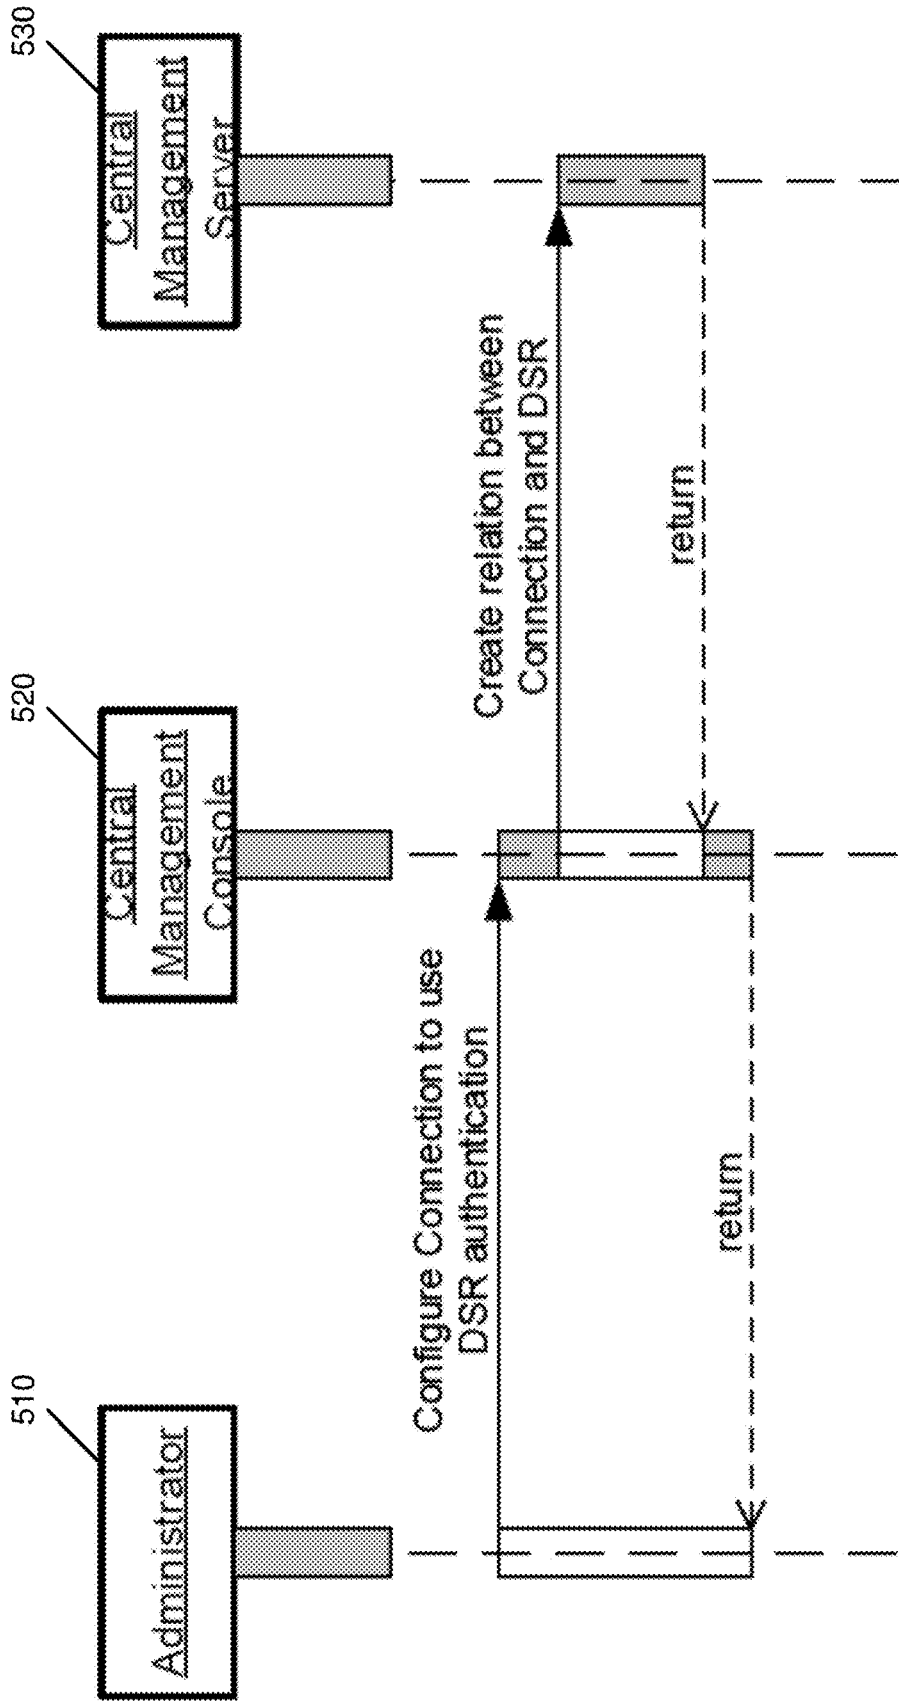 510
Administrator
520
Central
Management
Console
530
Central
Management
Server
Configure Connection to use
DSR authentication
Create relation between
Connection and DSR
return
return